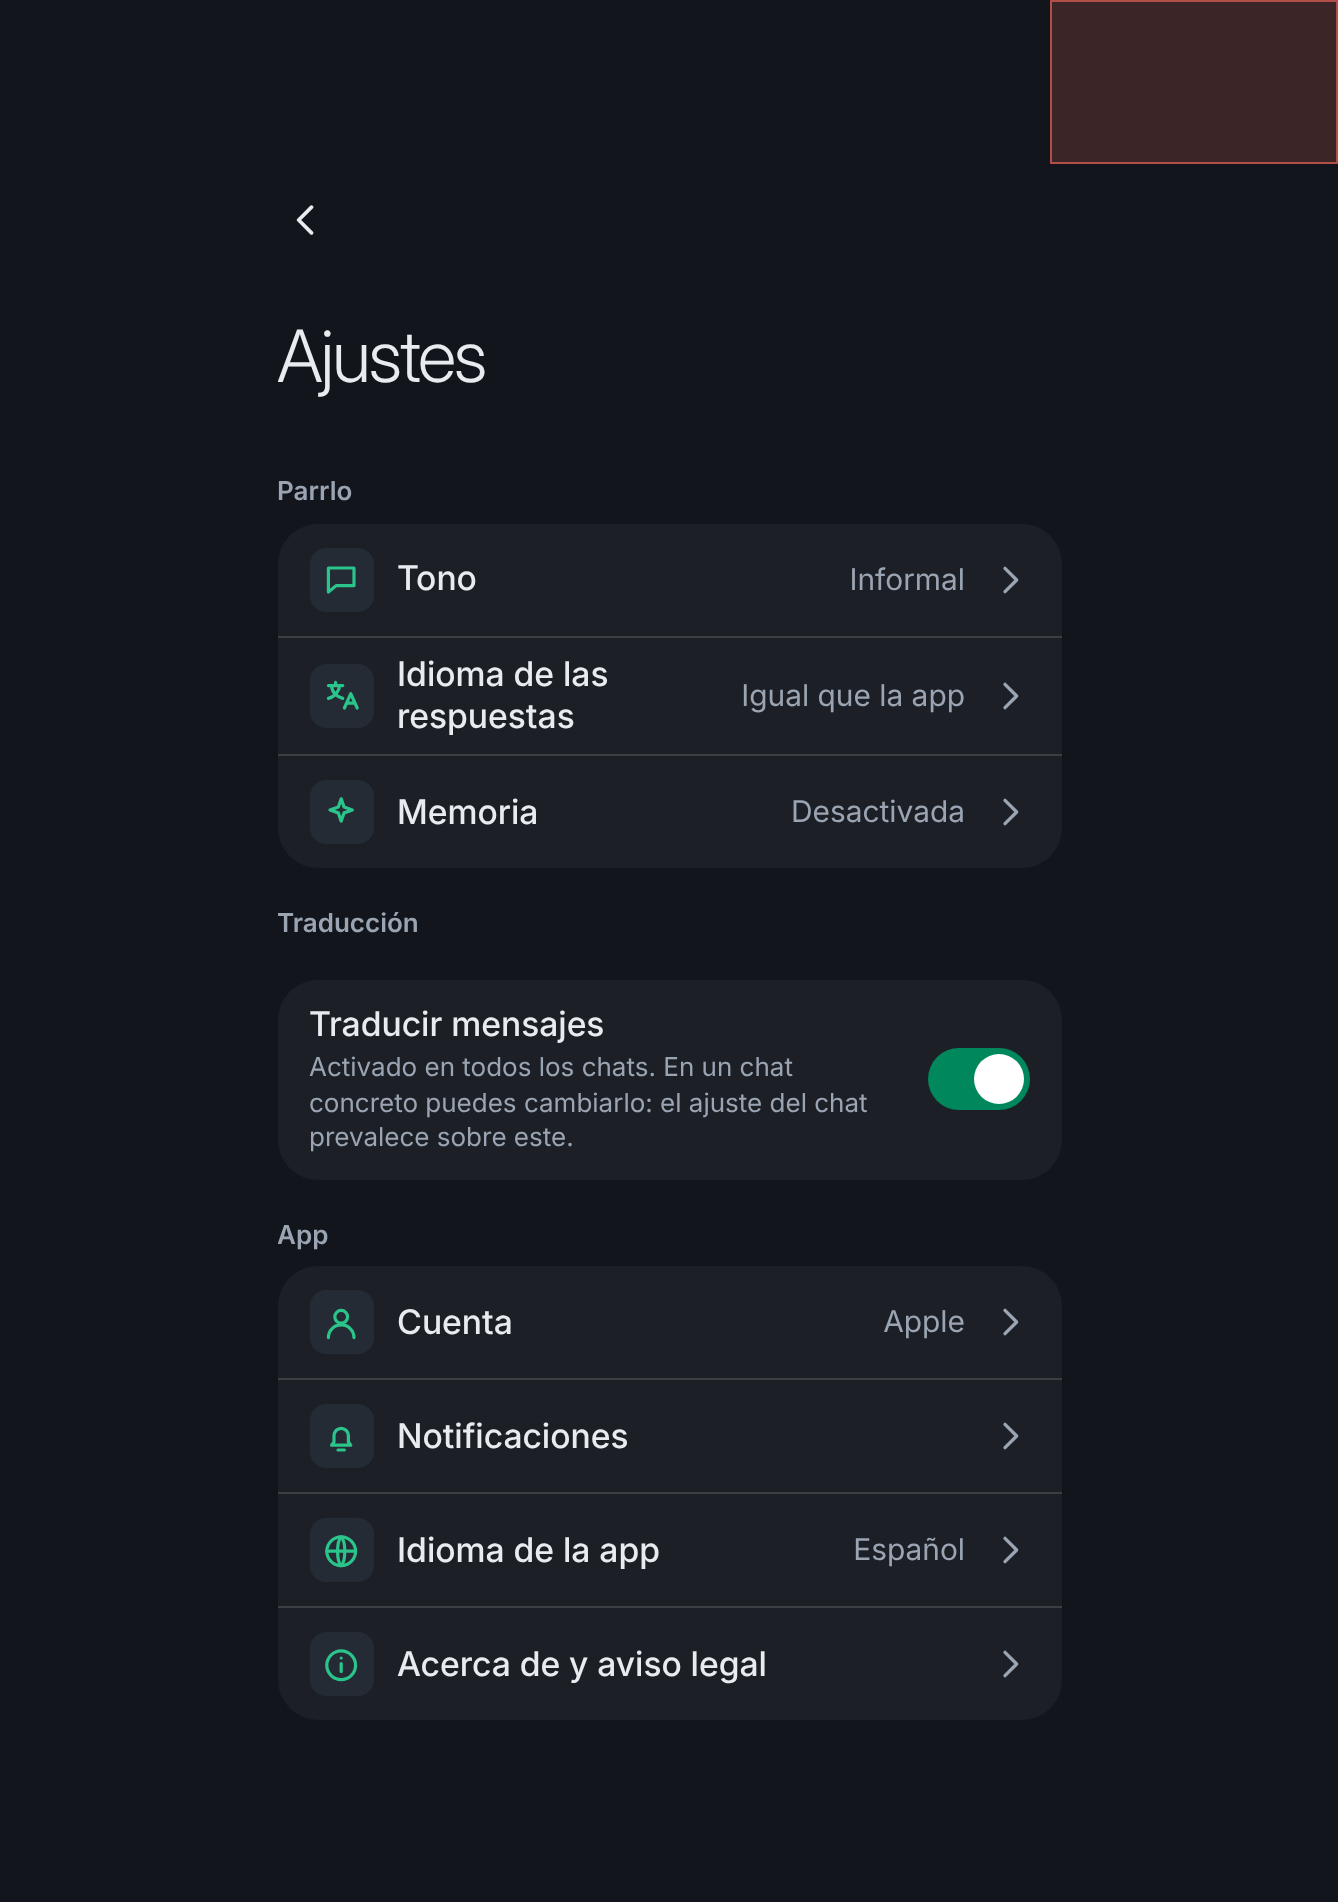 Ajustes
Parrlo
Tono
Informal
Idioma de las
respuestas
Igual que la app
Memoria
Desactivada
Traducción
Traducir mensajes
Activado en todos los chats. En un chat
concreto puedes cambiarlo: el ajuste del chat
prevalece sobre este.
App
Cuenta
Apple
Notificaciones
Idioma de la app
Español
Acerca de y aviso legal